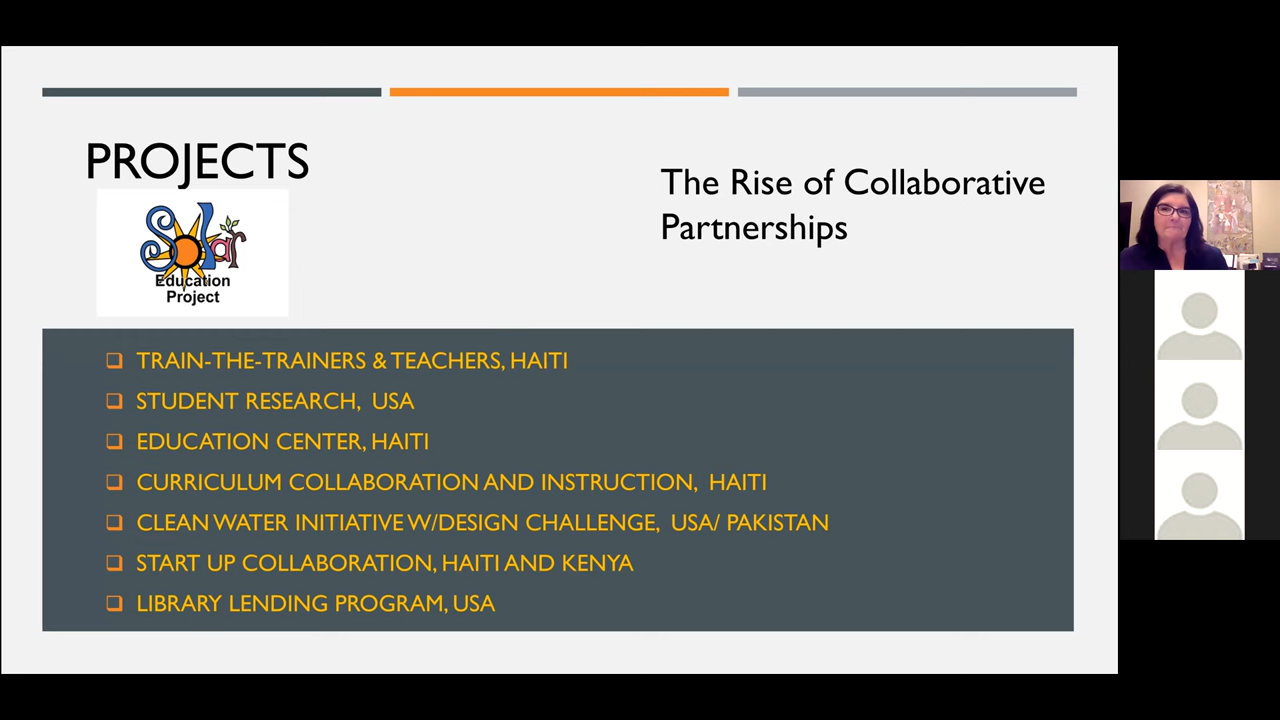 PROJECTS
The Rise of Collaborative
Partnerships
Solar
Education
Project
TRAIN-THE-TRAINERS & TEACHERS, HAITI
STUDENT RESEARCH, USA
EDUCATION CENTER, HAITI
CURRICULUM COLLABORATION AND INSTRUCTION, HAITI
CLEAN WATER INITIATIVE W/DESIGN CHALLENGE, USA/ PAKISTAN
START UP COLLABORATION, HAITI AND KENYA
LIBRARY LENDING PROGRAM, USA